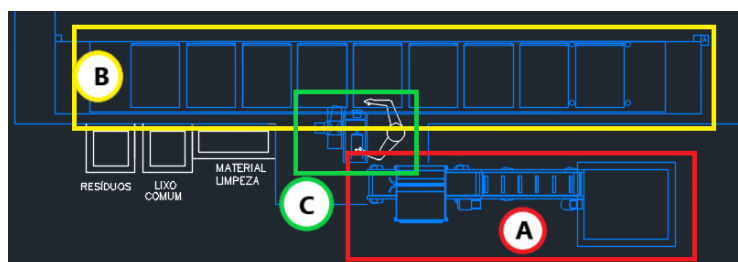 B
RESÍDUOS
LIXO
COMUM
MATERIAL
LIMPEZA
C
A